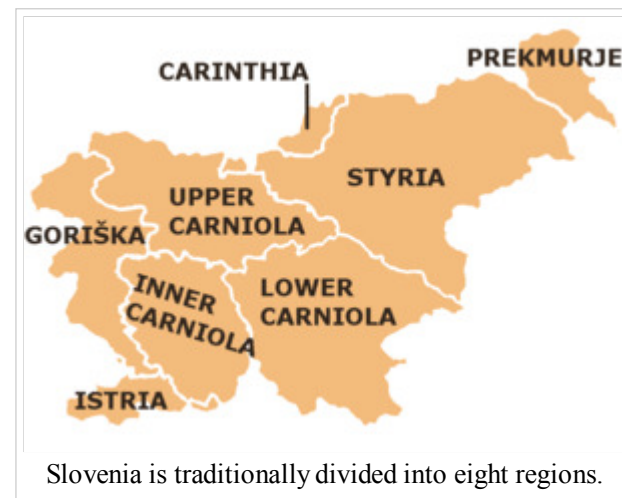 PREKMURJE
CARINTHIA
STYRIA
UPPER
CARNIOLA
GORIŠKA
INNER
CARNIOLA
LOWER
CARNIOLA
ISTRIA
Slovenia is traditionally divided into eight regions.